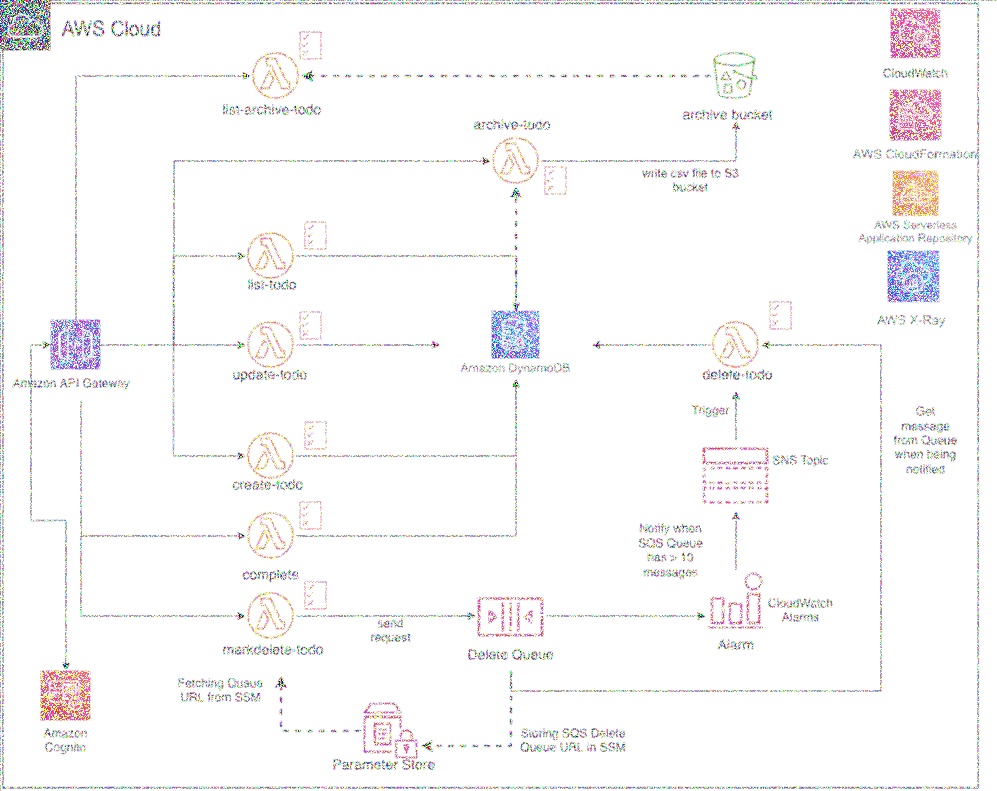 AWS Cloud
CloudWatch
list-archive-todo
archive bucket
archive-todo
AWS CloudFormation
write csv file to S3
bucket
AWS Serverless
Application Repository
list-todo
AWS X-Ray
Amazon API Gateway
update-todo
Amazon DynamoDB
delete-todo
Trigger
Get
message
from Queue
when being
notified
SNS Topic
create-todo
Notify when
SQS Queue
has > 10
messages
complete
CloudWatch
Alarms
send
request
markdelete-todo
Delete Queue
Alarm
Fetching Queue
URL from SSM
Amazon
Cognito
Storing SQS Delete
Queue URL in SSM
Parameter Store